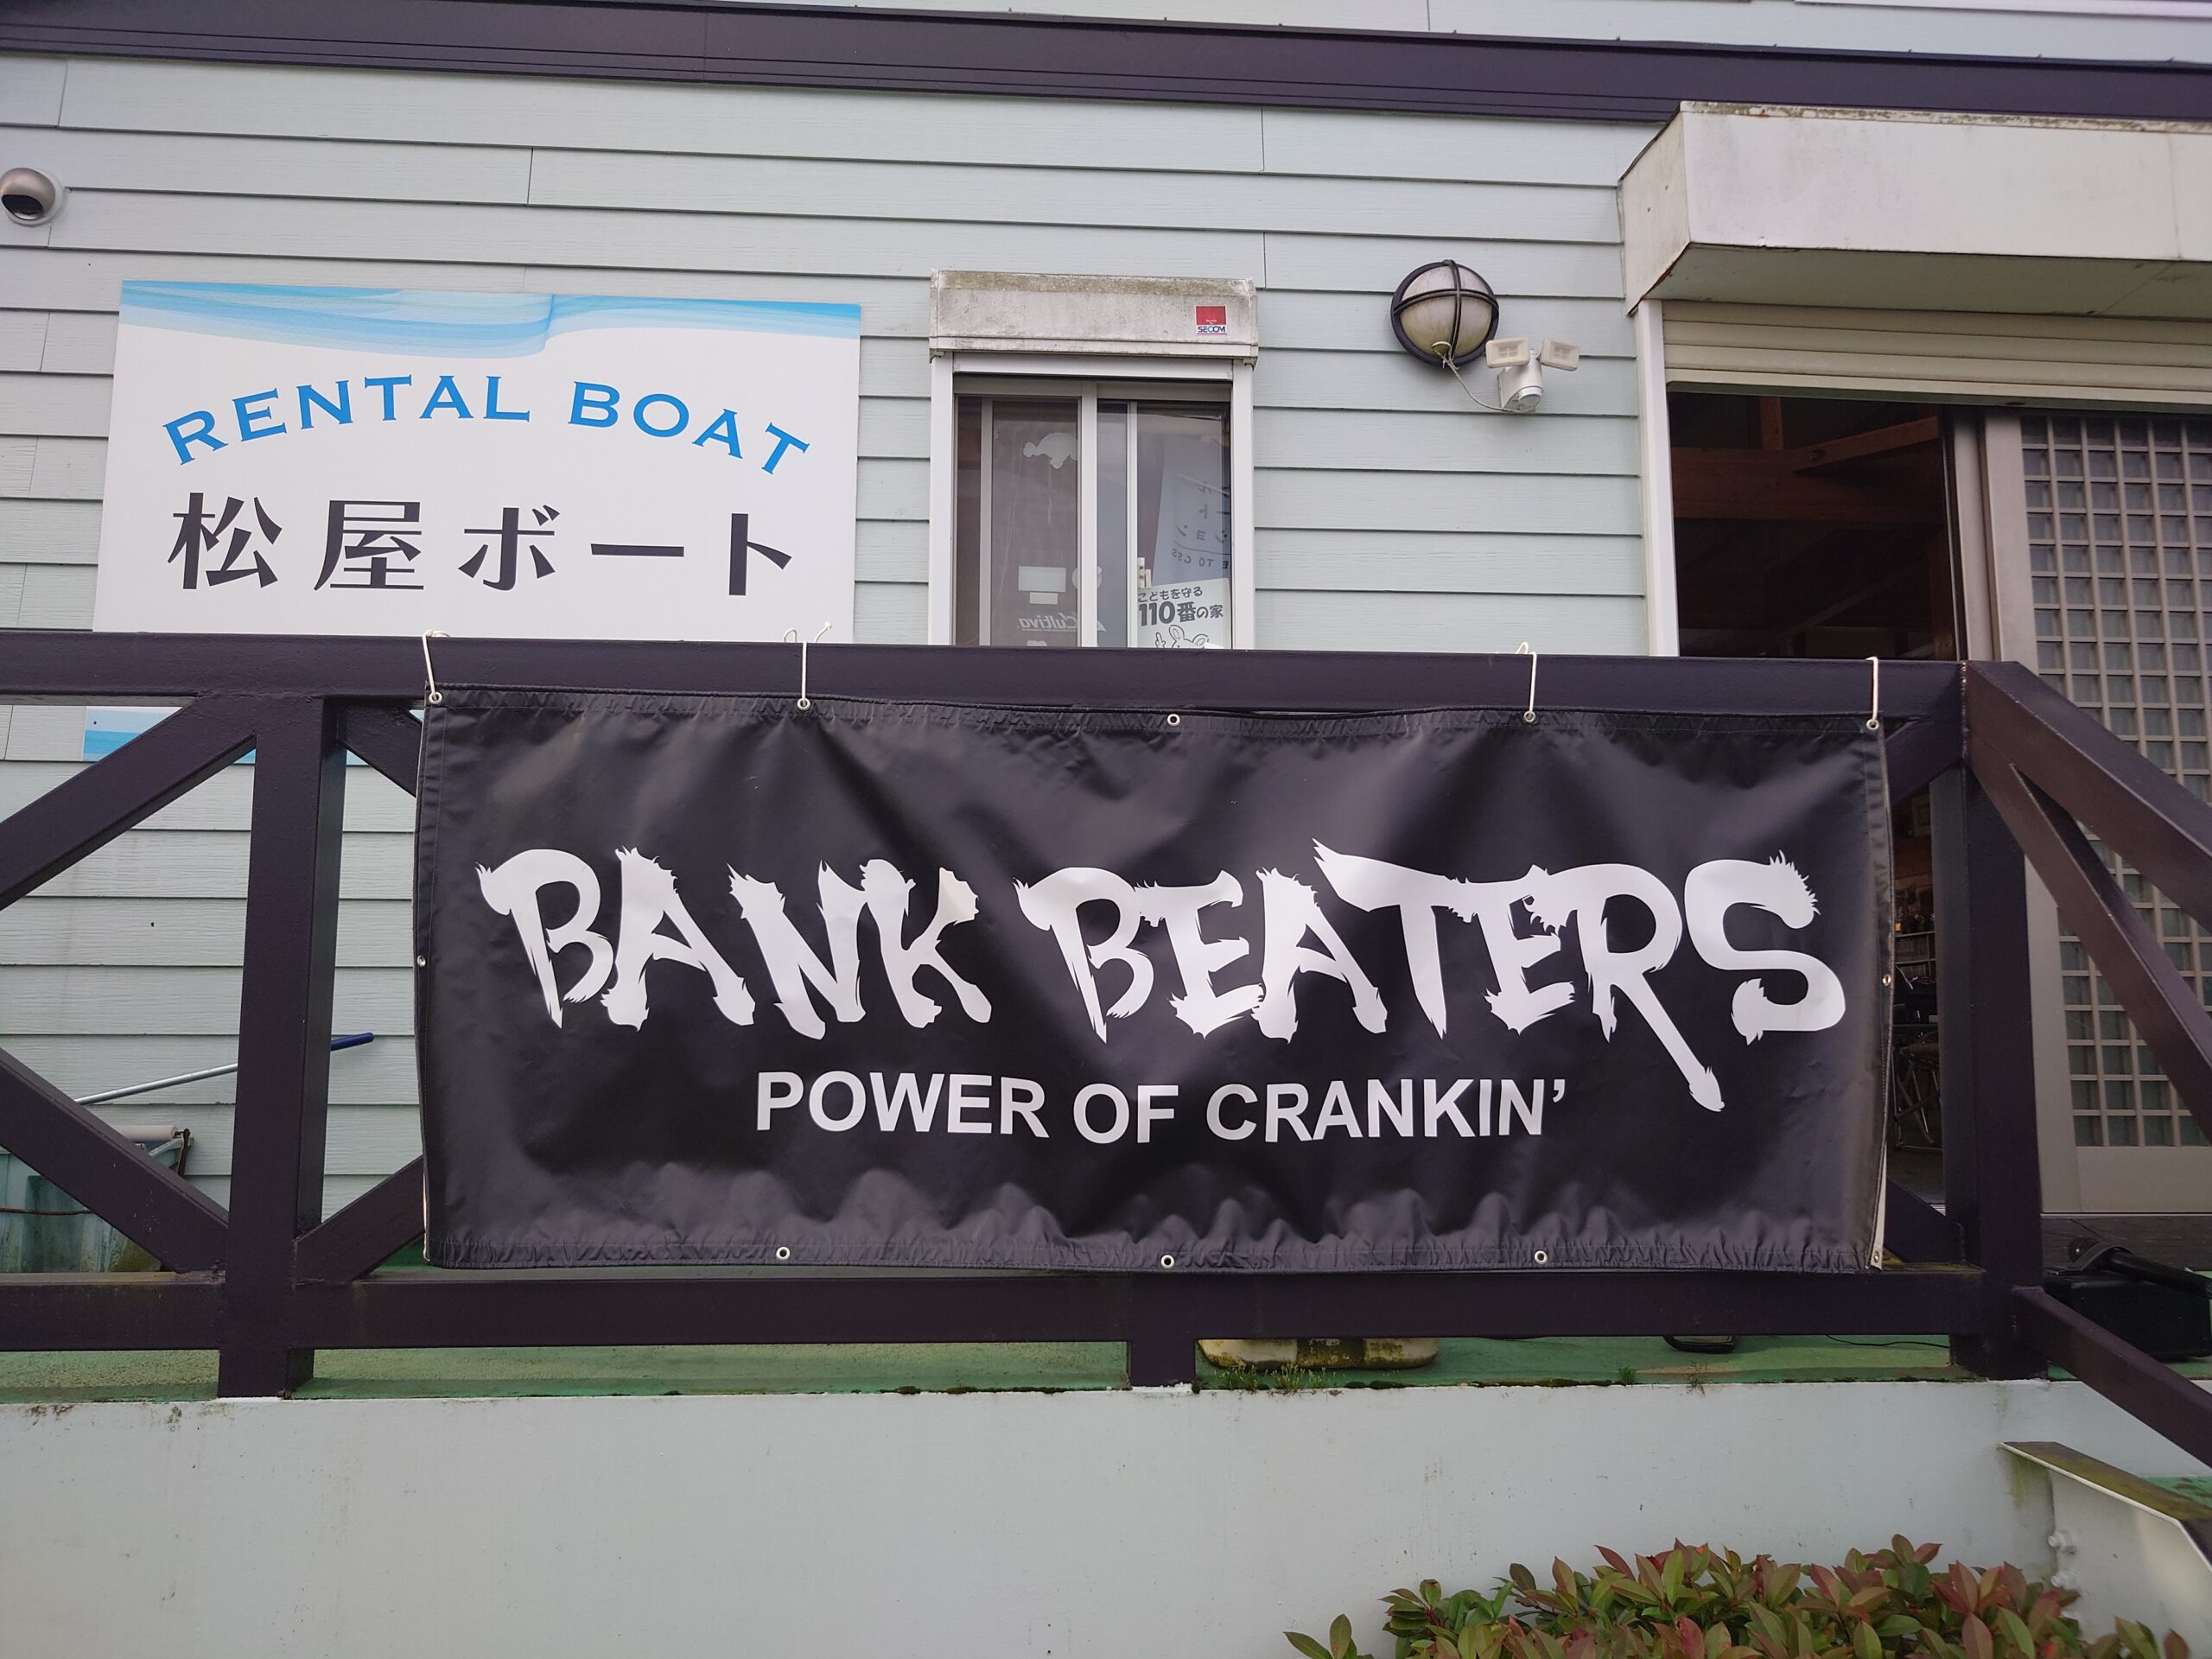 RENTAL BOAT
松屋ボート
SECOM
こどもを守る
110番の家
Cultiva
BANK BEATERS
POWER OF CRANKIN'